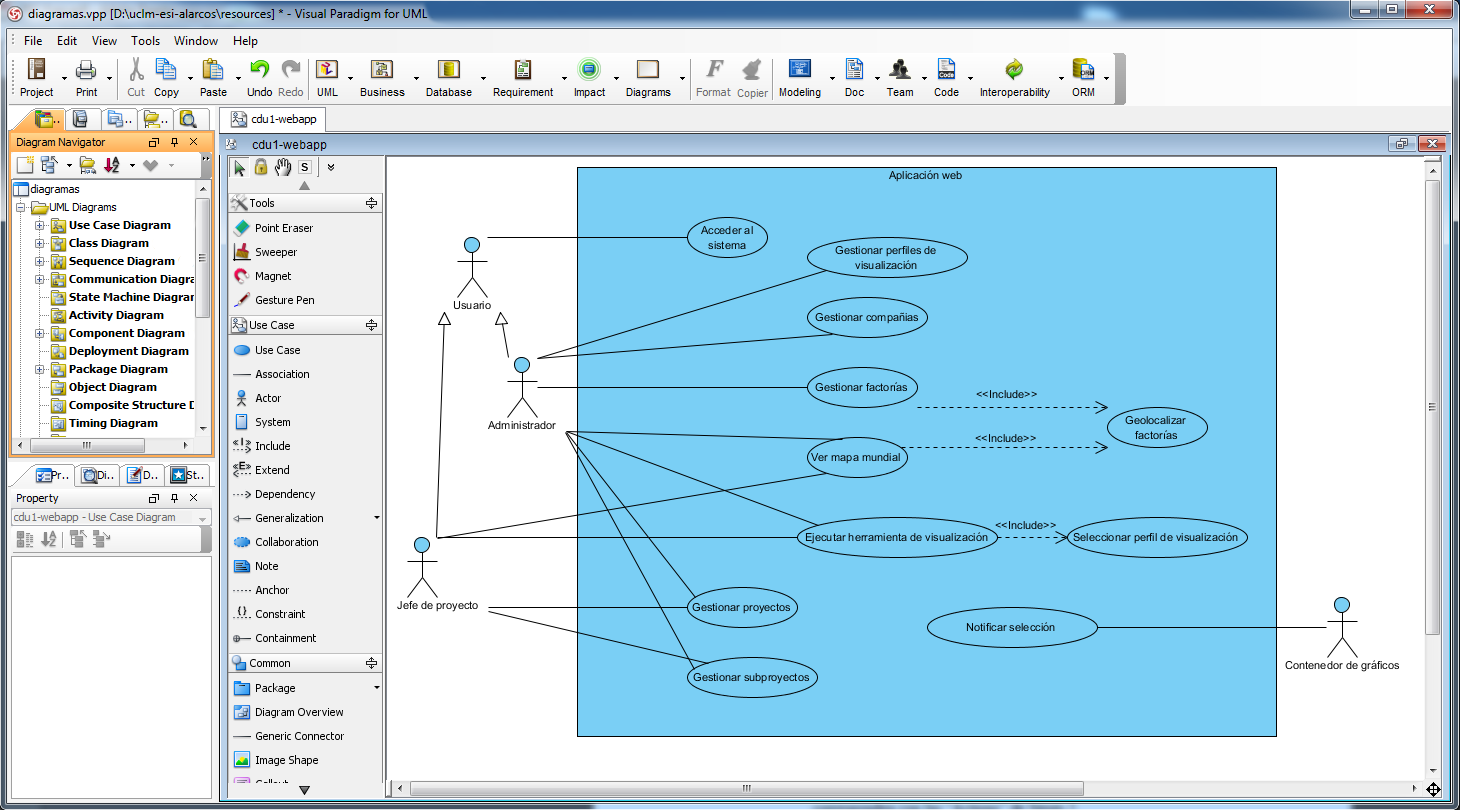 diagramas.vpp [D:\uclm-esi-alarcos\resources] * - Visual Paradigm for UML
File Edit View Tools Window Help
Project Print Cut Copy Paste Undo Redo UML Business Database Requirement Impact Diagrams Format Copier Modeling Doc Team Code Interoperability ORM
cdu1-webapp
Diagram Navigator
cdu1-webapp
diagramas
UML Diagrams
Use Case Diagram
Class Diagram
Sequence Diagram
Communication Diagra
State Machine Diagrar
Activity Diagram
Component Diagram
Deployment Diagram
Package Diagram
Object Diagram
Composite Structure D
Timing Diagram
Pr.. Di.. D.. St..
Property
cdu1-webapp - Use Case Diagram
S
Tools
Point Eraser
Sweeper
Magnet
Gesture Pen
Use Case
Use Case
Association
Actor
System
Include
Extend
Dependency
Generalization
Collaboration
Note
Anchor
Constraint
Containment
Common
Package
Diagram Overview
Generic Connector
Image Shape
Aplicación web
Acceder al
sistema
Gestionar perfiles de
visualización
Usuario
Gestionar compañias
Gestionar factorías
<<Include>>
Geolocalizar
factorías
Administrador
<<Include>>
Ver mapa mundial
<<Include>>
Ejecutar herramienta de visualización
Seleccionar perfil de visualización
Jefe de proyecto
Gestionar proyectos
Notificar selección
Contenedor de gráficos
Gestionar subproyectos